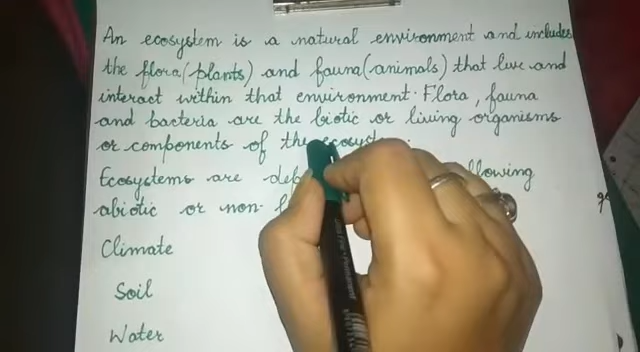 An ecosystem is a natural environment and includes
the flora (plants) and fauna (animals) that live and
interact within that environment. Flora, fauna
and bacteria are the biotic or living organisms
or components of the
Ecosystems are
abiotic or non-
Climate
Soil
Water